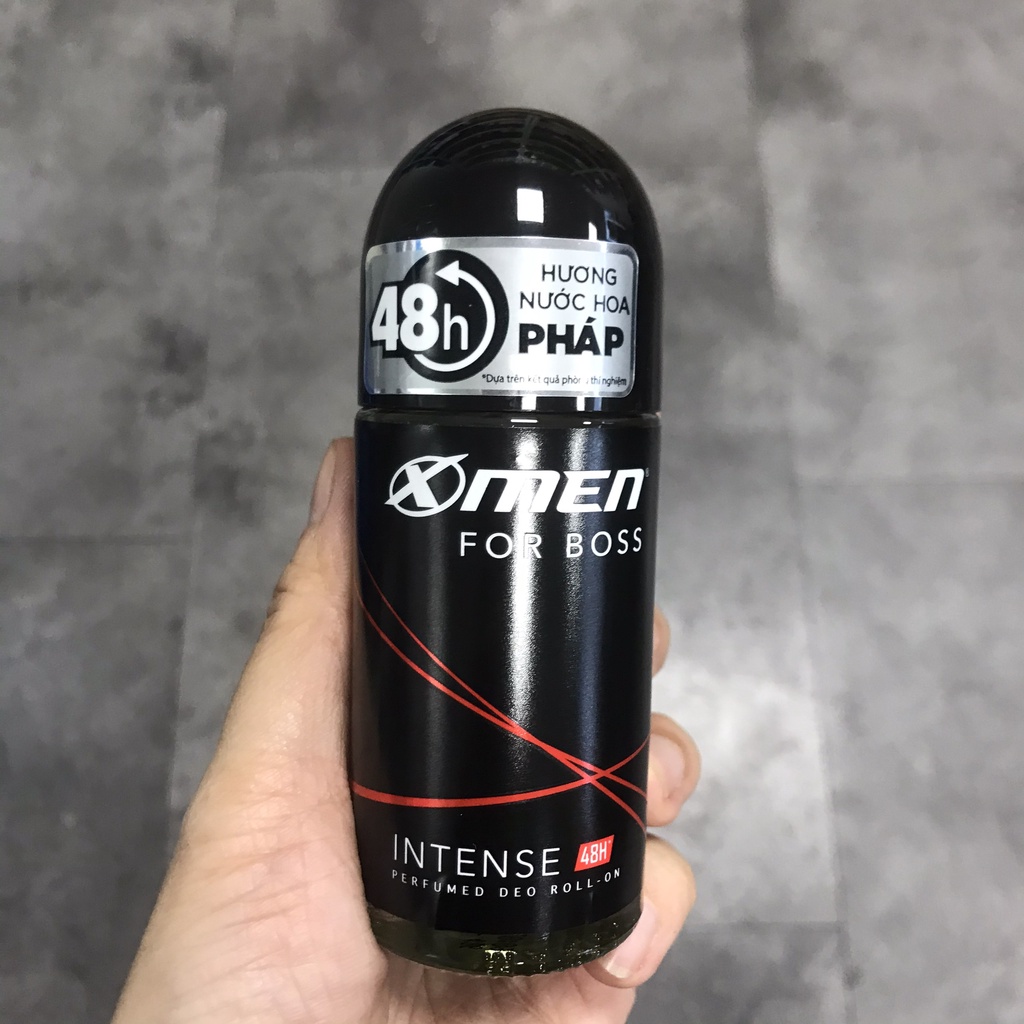 48h
HƯƠNG
NƯỚC HOA
PHÁP
*Dựa trên kết quả phòng thí nghiệm
XMEN
FOR BOSS
INTENSE 48H*
PERFUMED DEO ROLL-ON